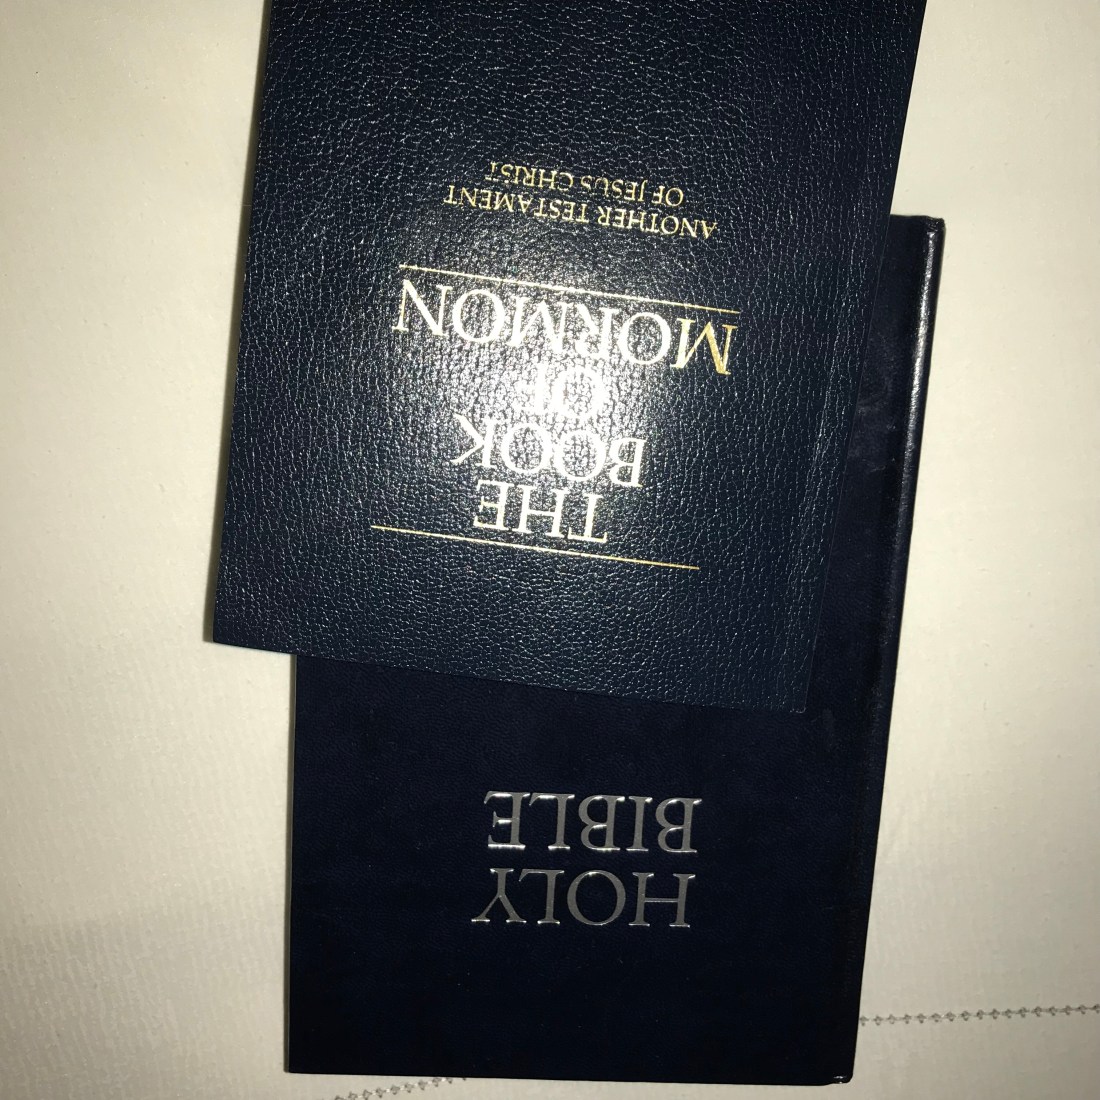 THE
BOOK
OF
MORMON
ANOTHER TESTAMENT
OF JESUS CHRIST
HOLY
BIBLE